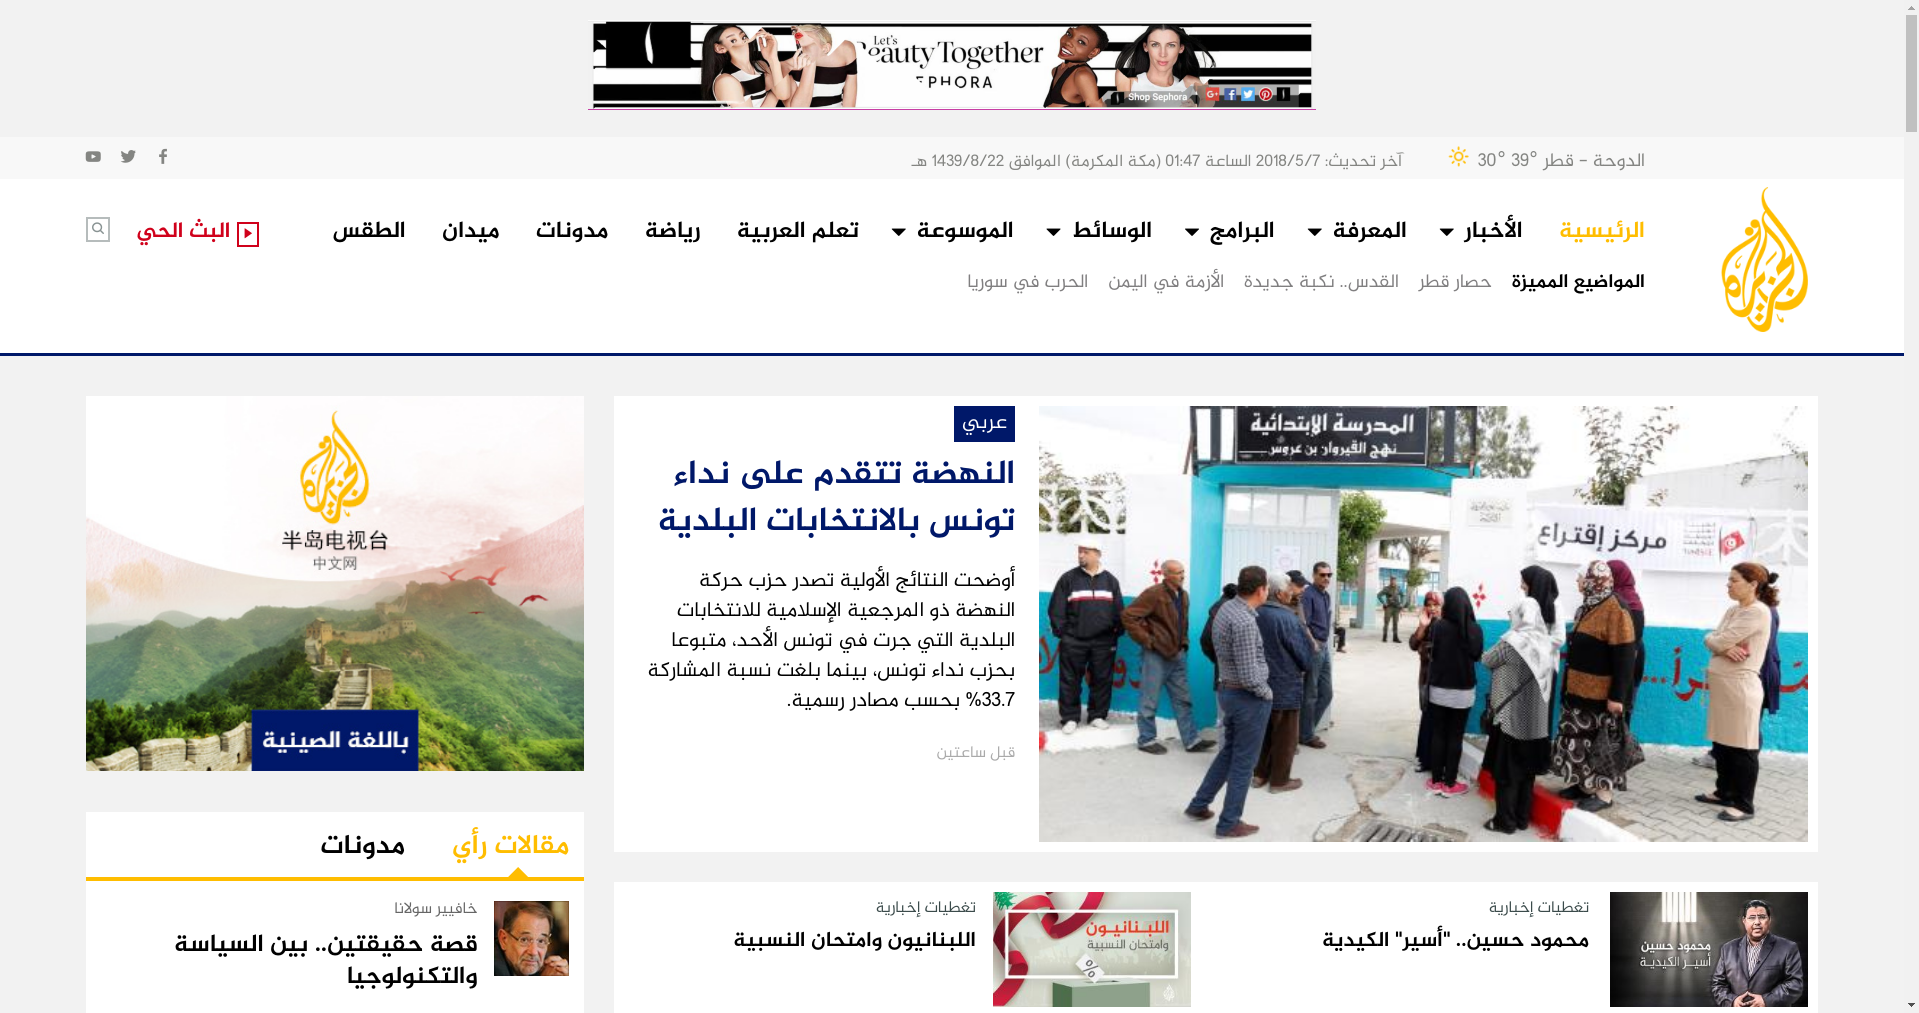 Let's
Beauty Together
SEPHORA
Shop Sephora
الدوحة - قطر 39° 30°
آخر تحديث: 2018/5/7 الساعة 01:47 (مكة المكرمة) الموافق 1439/8/22 هـ
الرئيسية
الأخبار
المعرفة
البرامج
الوسائط
الموسوعة
تعلم العربية
رياضة
مدونات
ميدان
الطقس
البث الحي
المواضيع المميزة
حصار قطر
القدس.. نكبة جديدة
الأزمة في اليمن
الحرب في سوريا
الجزيرة
المدرسة الإبتدائية
نهج القيروان بن عروس
مركز إقتراع
عربي
النهضة تتقدم على نداء
تونس بالانتخابات البلدية
أوضحت النتائج الأولية تصدر حزب حركة
النهضة ذو المرجعية الإسلامية للانتخابات
البلدية التي جرت في تونس الأحد، متبوعا
بحزب نداء تونس، بينما بلغت نسبة المشاركة
33.7% بحسب مصادر رسمية.
قبل ساعتين
الجزيرة
半岛电视台
中文网
باللغة الصينية
مقالات رأي
مدونات
خافيير سولانا
قصة حقيقتين.. بين السياسة
والتكنولوجيا
محمود حسين
أسيـر الكيديـة
تغطيات إخبارية
محمود حسين.. "أسير" الكيدية
اللبـنانيـون
وامتحان النسبية
%
تغطيات إخبارية
اللبنانيون وامتحان النسبية